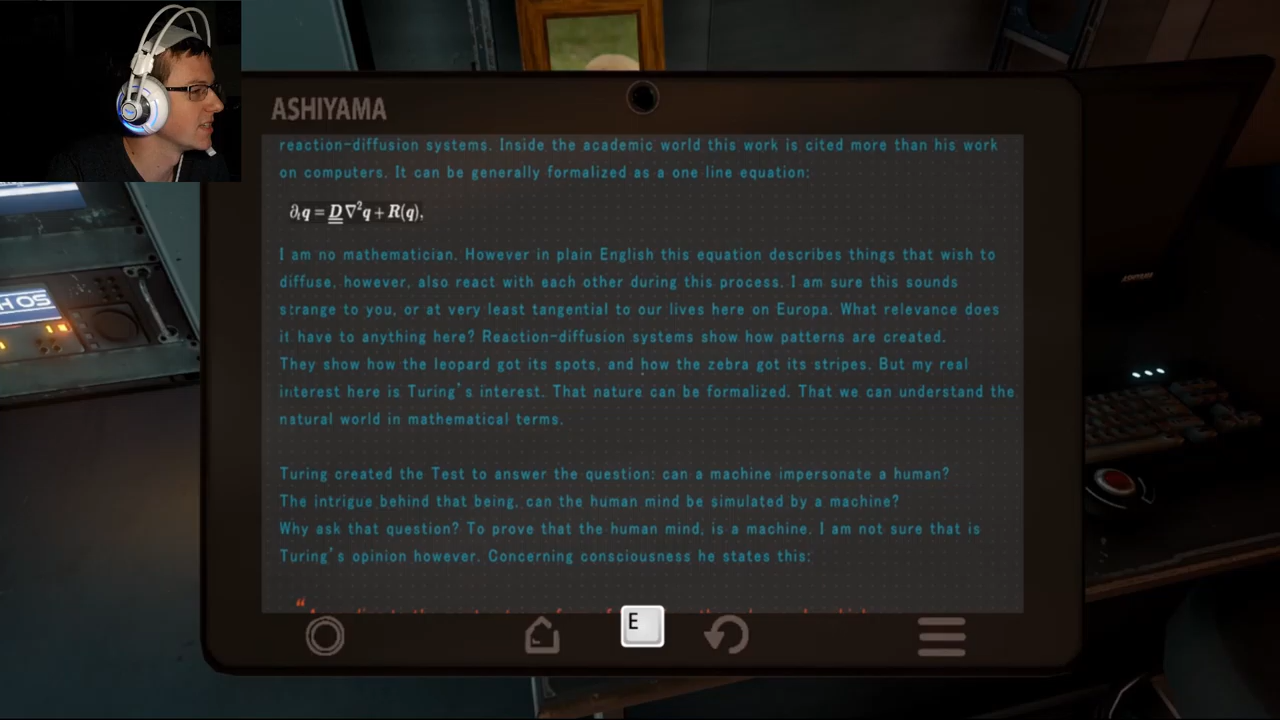 ASHIYAMA
reaction-diffusion systems. Inside the academic world this work is cited more than his work
on computers. It can be generally formalized as a one line equation:
∂ₜq = D∇²q + R(q),
I am no mathematician. However in plain English this equation describes things that wish to
diffuse, however, also react with each other during this process. I am sure this sounds
strange to you, or at very least tangential to our lives here on Europa. What relevance does
it have to anything here? Reaction-diffusion systems show how patterns are created.
They show how the leopard got its spots, and how the zebra got its stripes. But my real
interest here is Turing's interest. That nature can be formalized. That we can understand the
natural world in mathematical terms.
Turing created the Test to answer the question: can a machine impersonate a human?
The intrigue behind that being, can the human mind be simulated by a machine?
Why ask that question? To prove that the human mind, is a machine. I am not sure that is
Turing's opinion however. Concerning consciousness he states this:
“
E
H OS